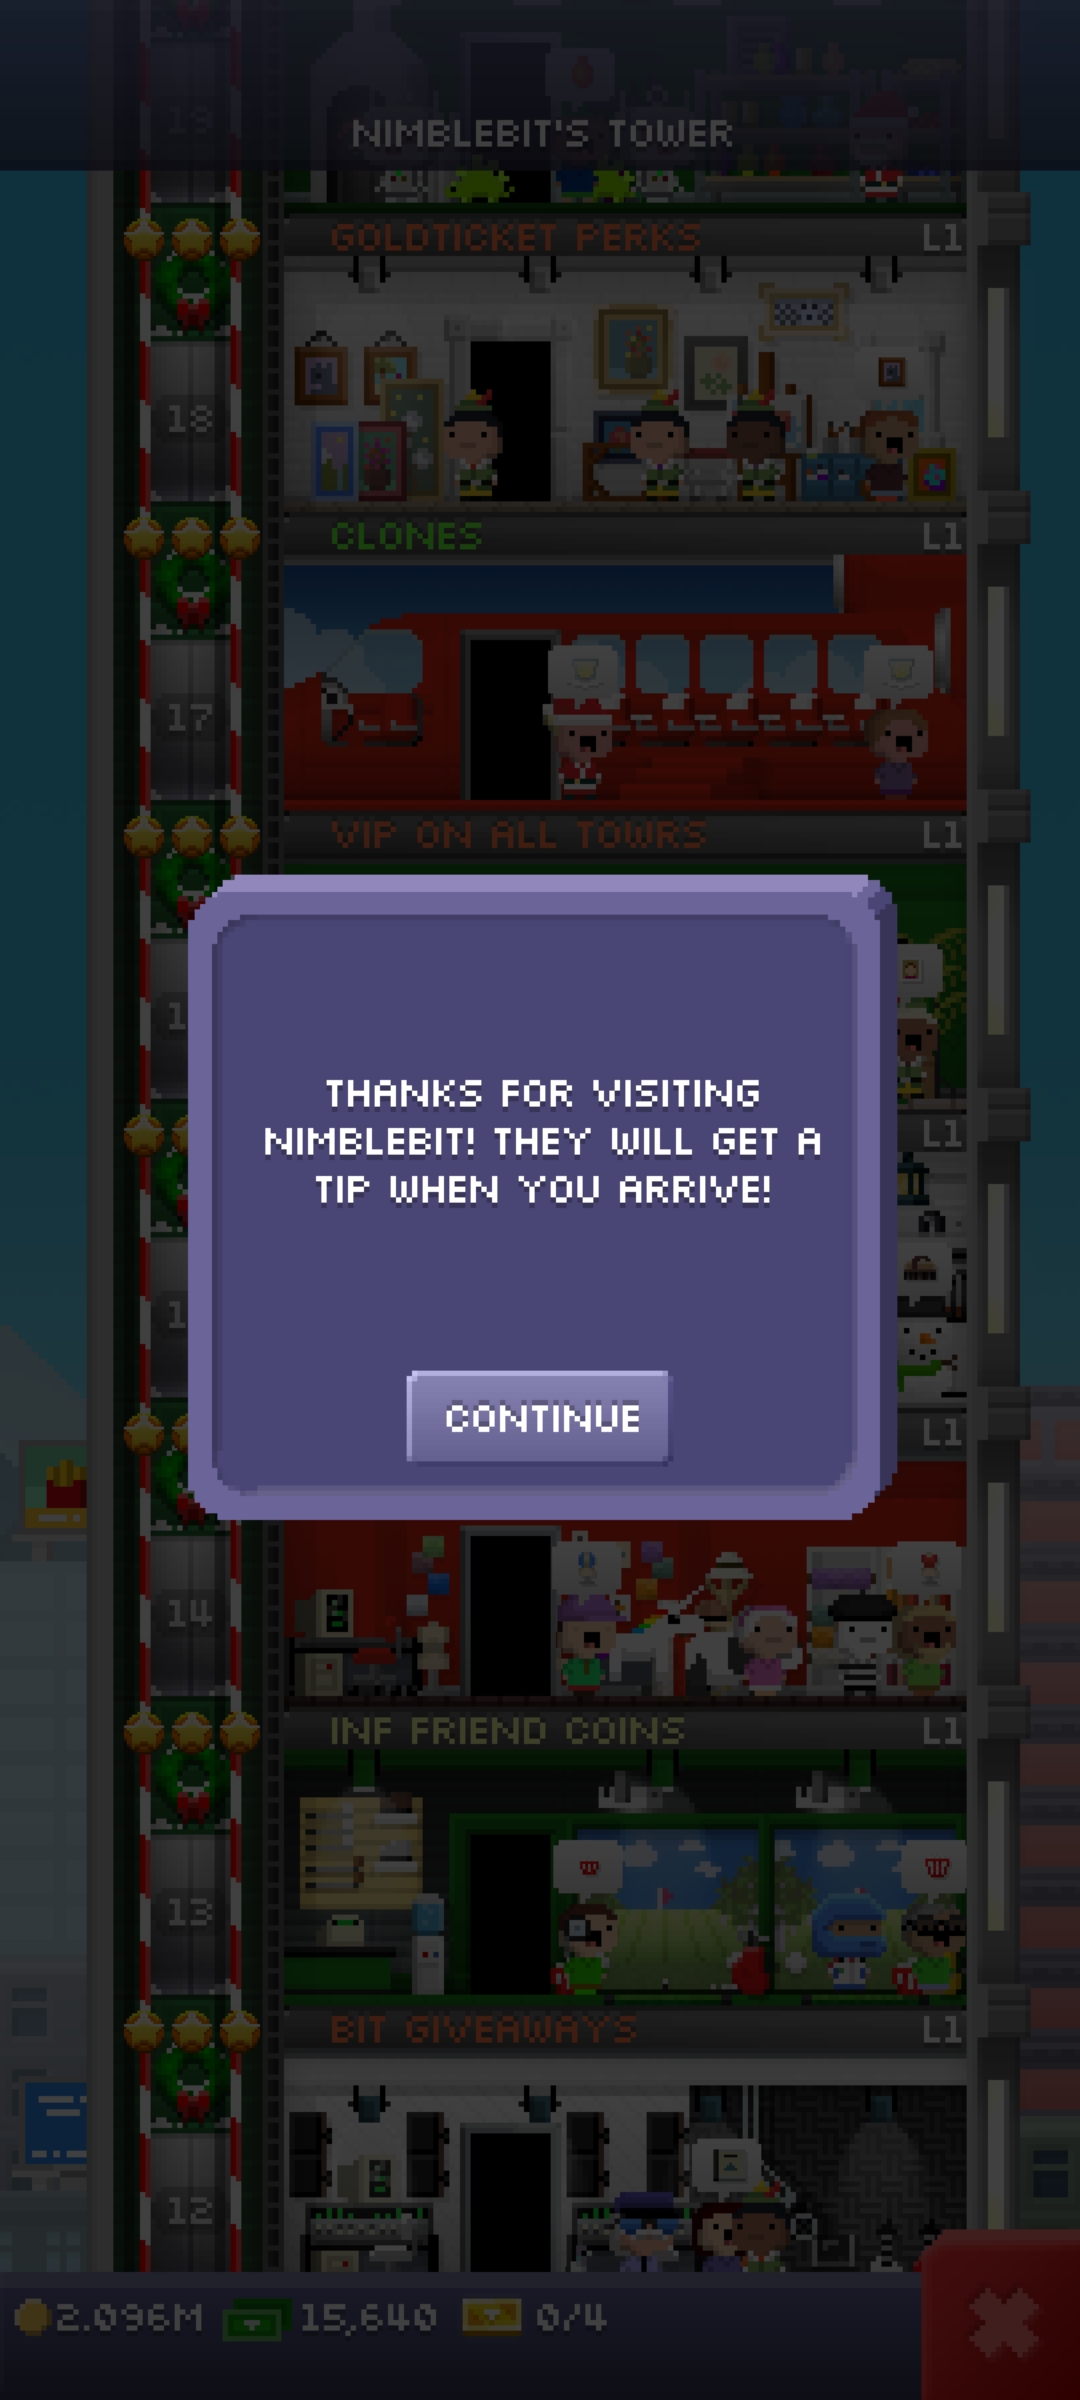 19
NIMBLEBIT'S TOWER
GOLDTICKET PERKS L1
18
CLONES L1
17
VIP ON ALL TOWRS L1
L1
THANKS FOR VISITING
NIMBLEBIT! THEY WILL GET A
TIP WHEN YOU ARRIVE!
CONTINUE
L1
14
INF FRIEND COINS L1
13
BIT GIVEAWAYS L1
12
2.096M 15,640 0/4